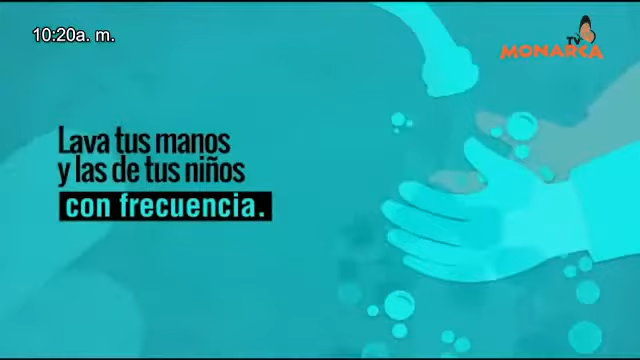 10:20a. m.
TV
MONARCA
Lava tus manos
y las de tus niños
con frecuencia.